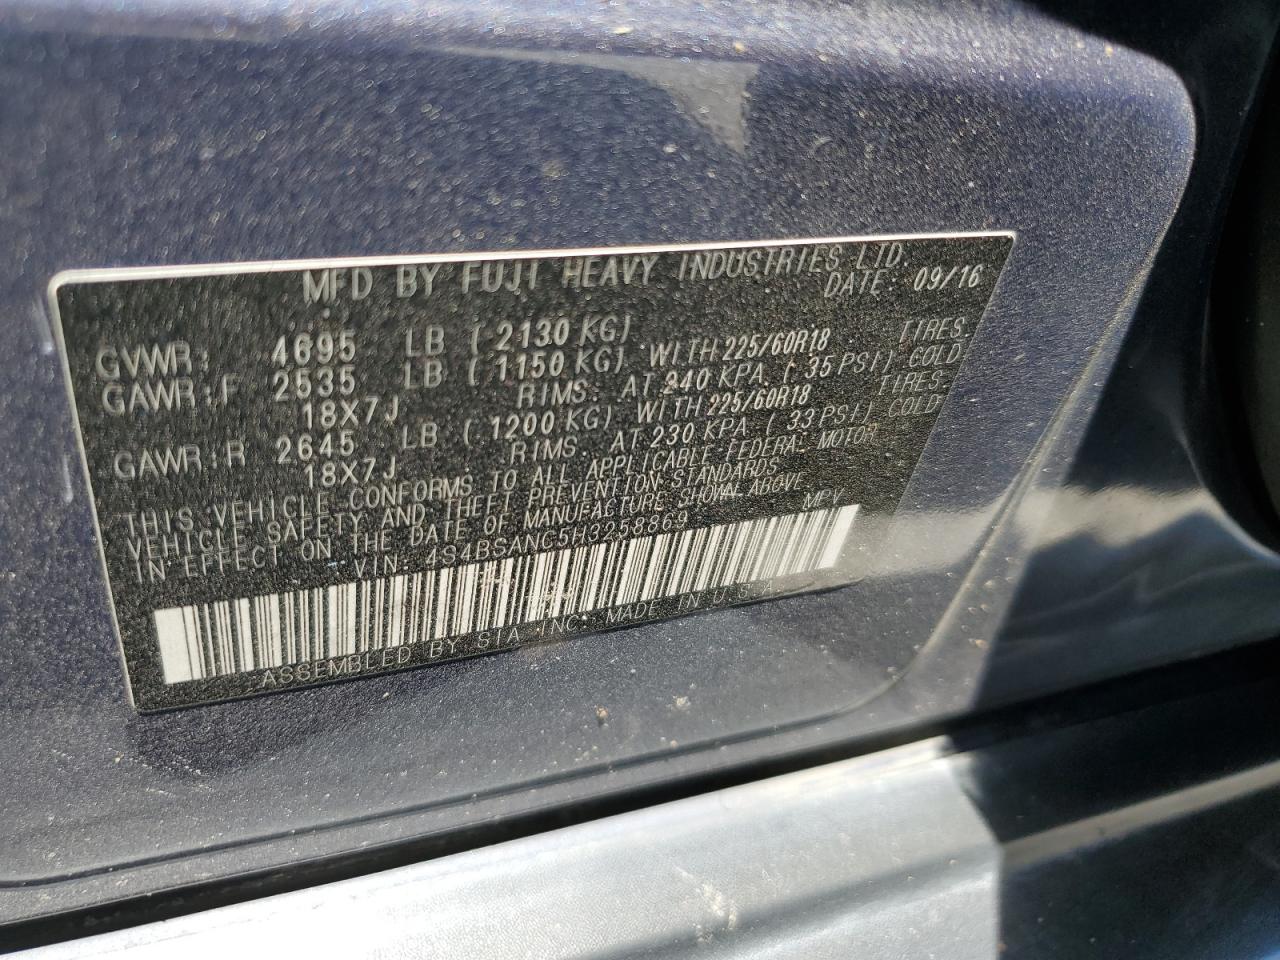 MFD BY FUJI HEAVY INDUSTRIES LTD.
DATE: 09/16
GVWR: 4695 LB (2130 KG)
GAWR:F 2535 LB (1150 KG) WITH 225/60R18 TIRES.
18X7J RIMS. AT 240 KPA (35 PSI) COLD
GAWR:R 2645 LB (1200 KG) WITH 225/60R18 TIRES.
18X7J RIMS. AT 230 KPA (33 PSI) COLD
THIS VEHICLE CONFORMS TO ALL APPLICABLE FEDERAL MOTOR
VEHICLE SAFETY AND THEFT PREVENTION STANDARDS
IN EFFECT ON THE DATE OF MANUFACTURE SHOWN ABOVE
VIN: 4S4BSANC5H3258869 MPV
ASSEMBLED BY SIA INC. MADE IN U.S.A